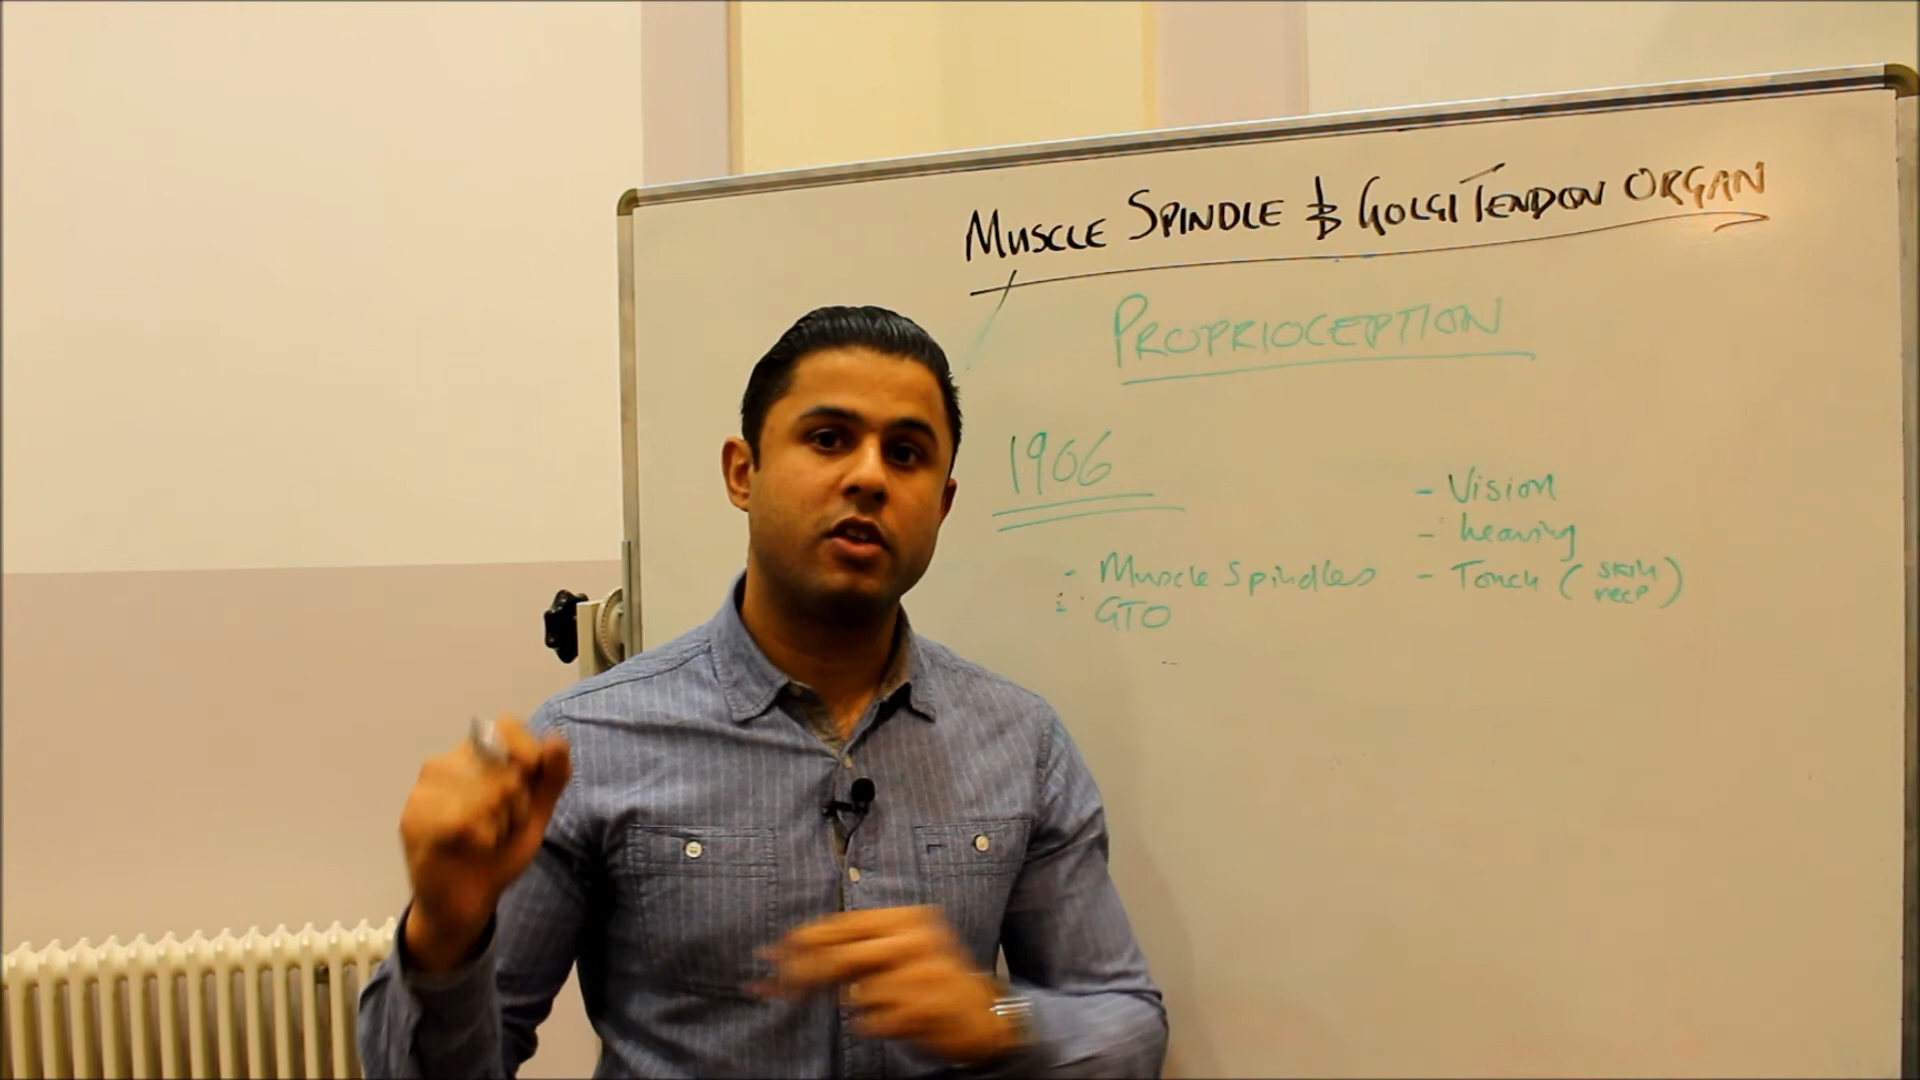 MUSCLE SPINDLE & GOLGI TENDON ORGAN
PROPRIOCEPTION
1906
- Muscle Spindles
- GTO
- Vision
- hearing
- Touch (skin recp)